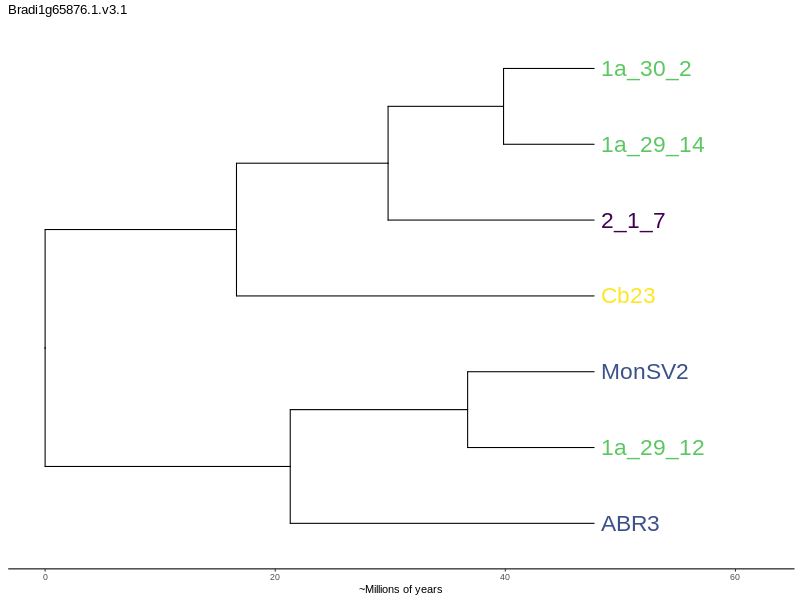 Bradi1g65876.1.v3.1
1a_30_2
1a_29_14
2_1_7
Cb23
MonSV2
1a_29_12
ABR3
0 20 40 60
~Millions of years